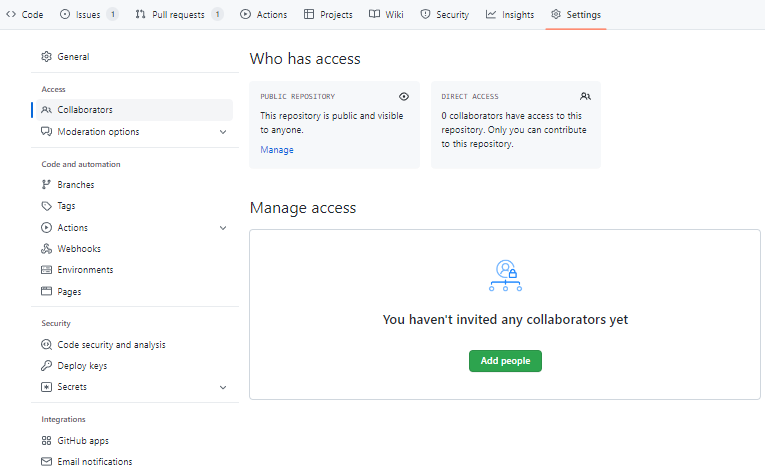 Code Issues 1 Pull requests 1 Actions Projects Wiki Security Insights Settings
General
Access
Collaborators
Moderation options
Code and automation
Branches
Tags
Actions
Webhooks
Environments
Pages
Security
Code security and analysis
Deploy keys
Secrets
Integrations
GitHub apps
Email notifications
Who has access
PUBLIC REPOSITORY
This repository is public and visible
to anyone.
Manage
DIRECT ACCESS
0 collaborators have access to this
repository. Only you can contribute
to this repository.
Manage access
You haven't invited any collaborators yet
Add people